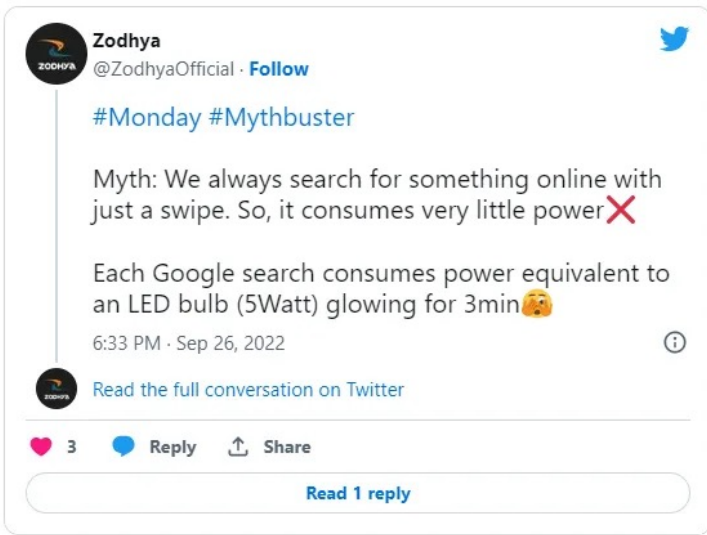 Zodhya
@ZodhyaOfficial · Follow
ZODHYA
#Monday #Mythbuster
Myth: We always search for something online with
just a swipe. So, it consumes very little power❌
Each Google search consumes power equivalent to
an LED bulb (5Watt) glowing for 3min🫣
6:33 PM · Sep 26, 2022
ZODHYA
Read the full conversation on Twitter
3 Reply Share
Read 1 reply